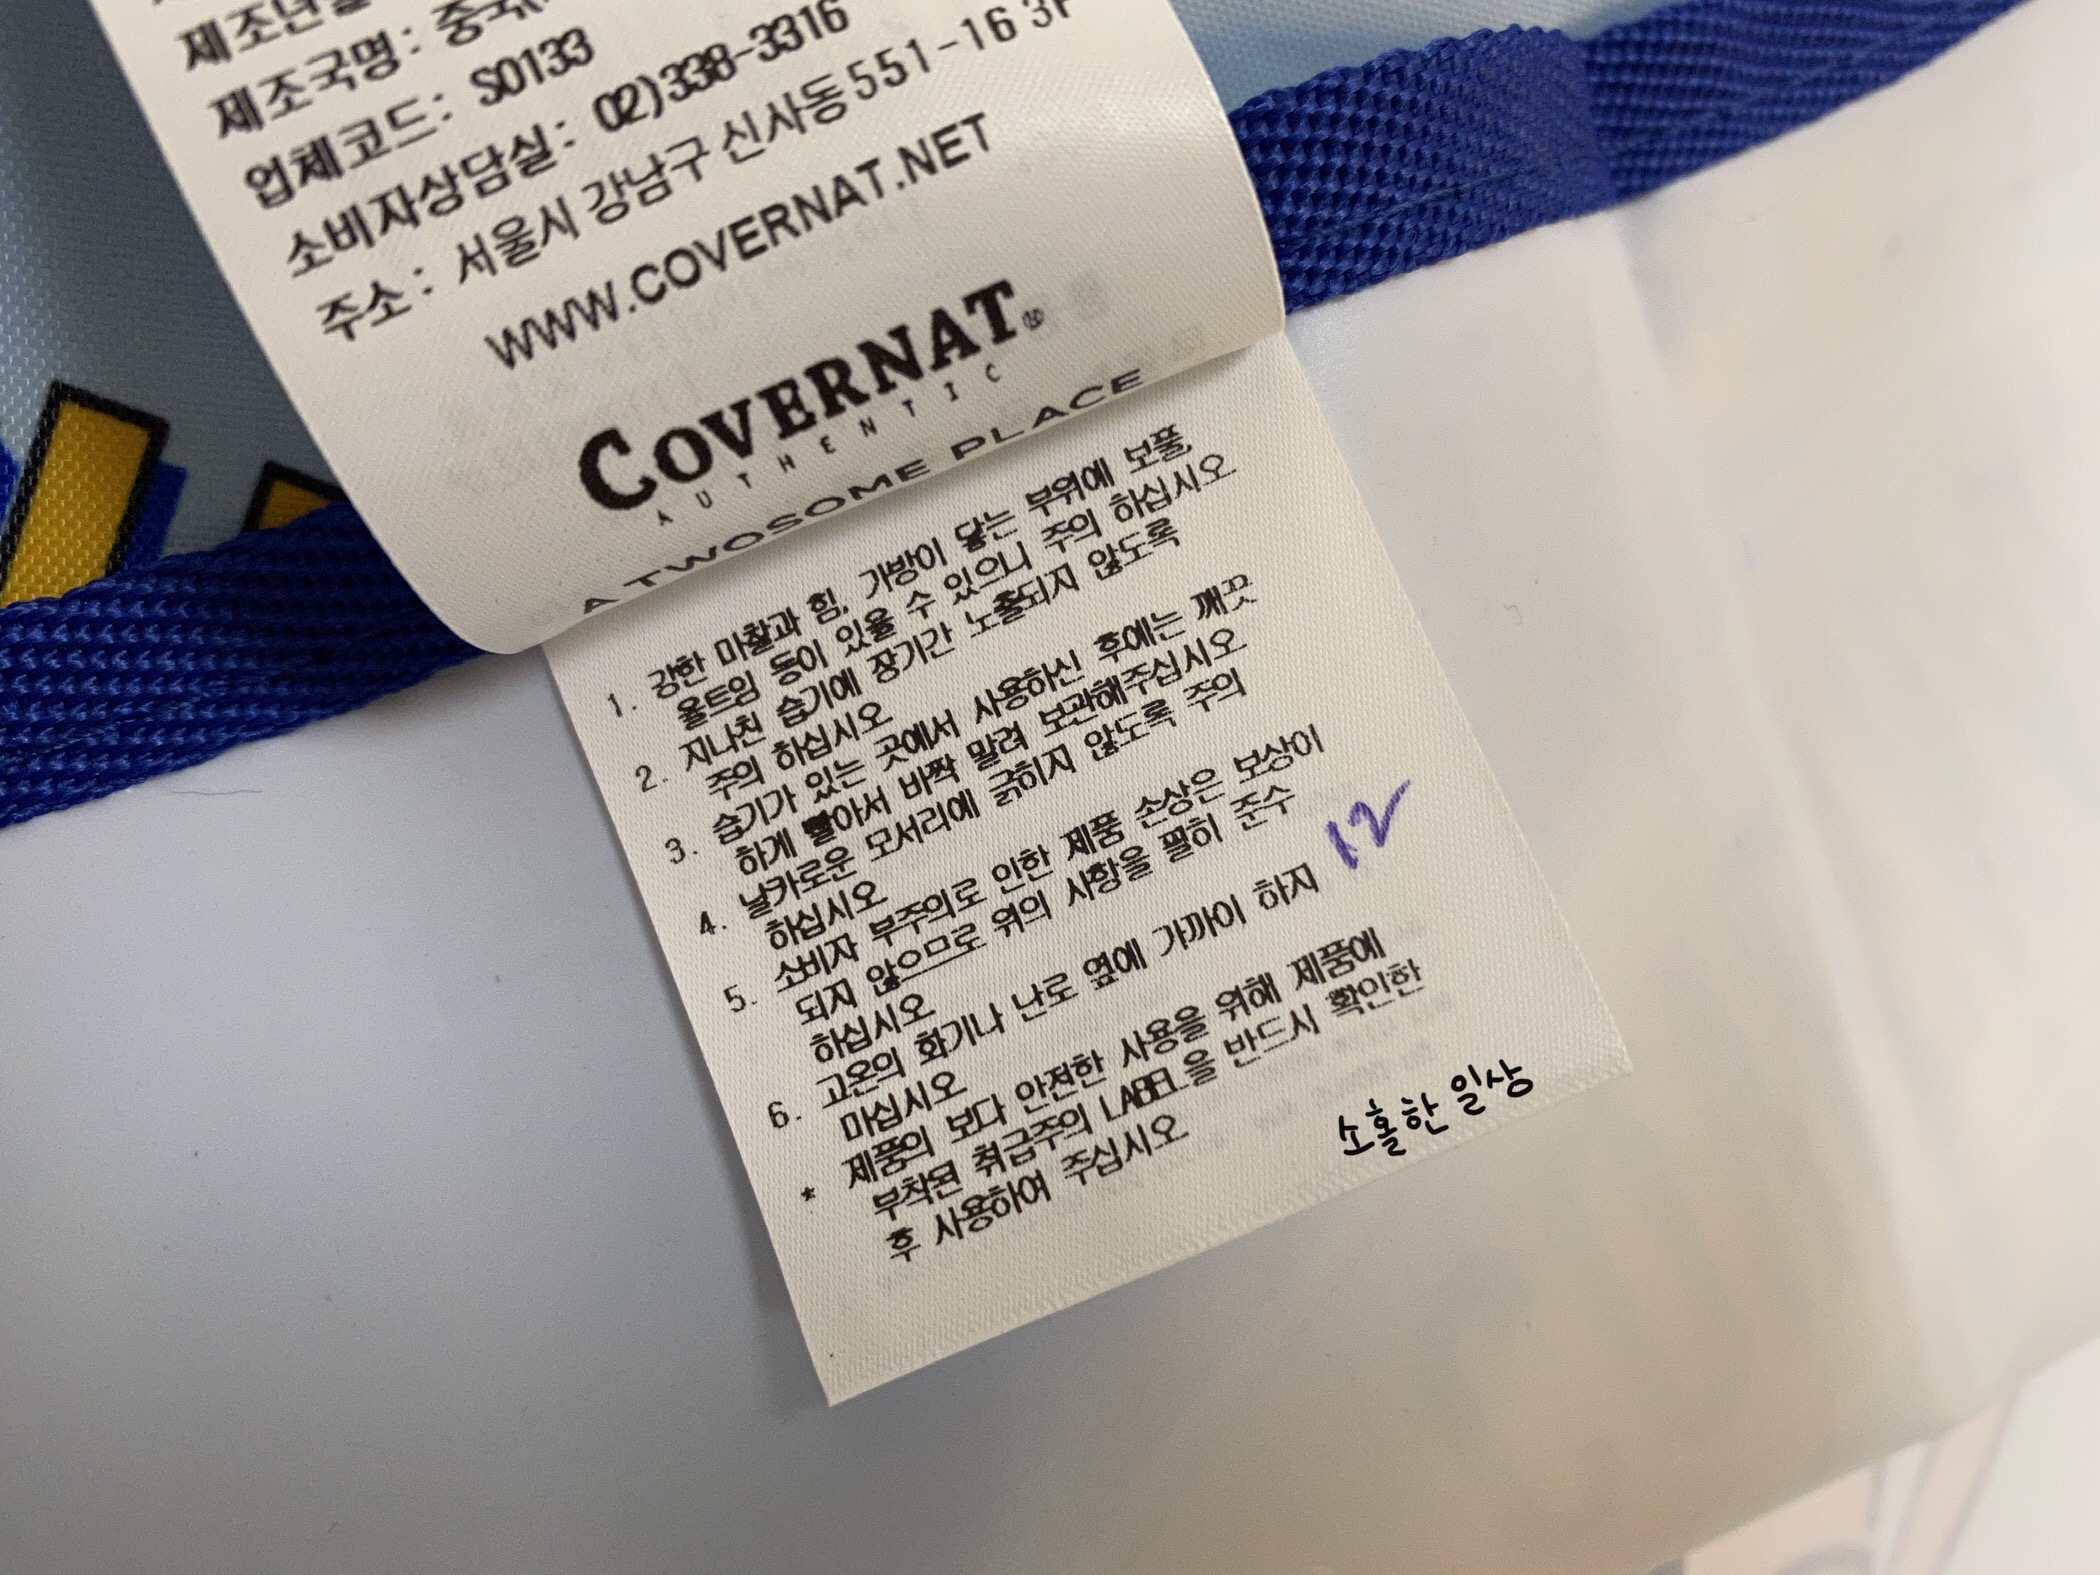 제조년월
제조국명 : 중국
업체코드: S0133
소비자상담실: 02)338-3316
주소 : 서울시 강남구 신사동551-16 3F
WWW.COVERNAT.NET
COVERNAT®
AUTHENTIC
A TWOSOME PLACE
1. 강한 마찰과 힘, 가방이 닿는 부위에 보풀,
올트임 등이 있을 수 있으니 주의 하십시오
2. 지나친 습기에 장기간 노출되지 않도록
주의 하십시오
3. 습기가 있는 곳에서 사용하신 후에는 깨끗
하게 빨아서 바짝 말려 보관해주십시오
4. 날카로운 모서리에 긁히지 않도록 주의
하십시오
5. 소비자 부주의로 인한 제품 손상은 보상이
되지 않으므로 위의 사항을 필히 준수
하십시오
6. 고온의 화기나 난로 옆에 가까이 하지
마십시오
* 제품의 보다 안전한 사용을 위해 제품에
부착된 취급주의 LABEL을 반드시 확인한
후 사용하여 주십시오
12
소홀한 일상